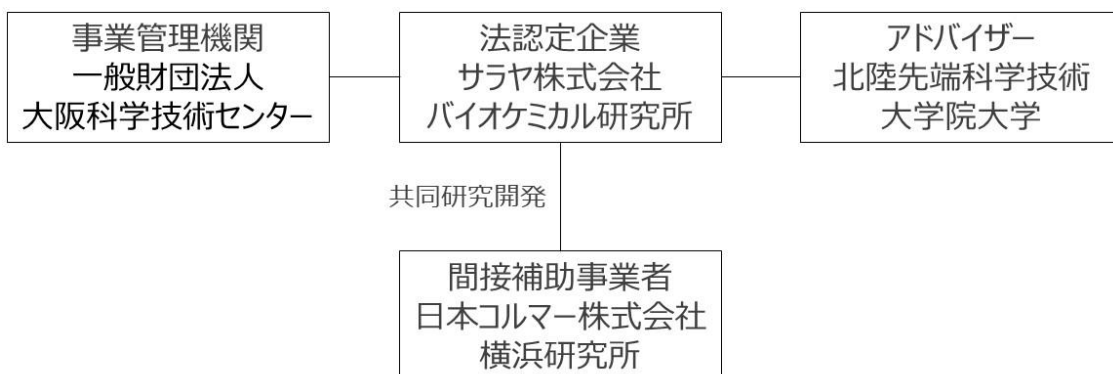 事業管理機関
一般財団法人
大阪科学技術センター
法認定企業
サラヤ株式会社
バイオケミカル研究所
アドバイザー
北陸先端科学技術
大学院大学
共同研究開発
間接補助事業者
日本コルマー株式会社
横浜研究所